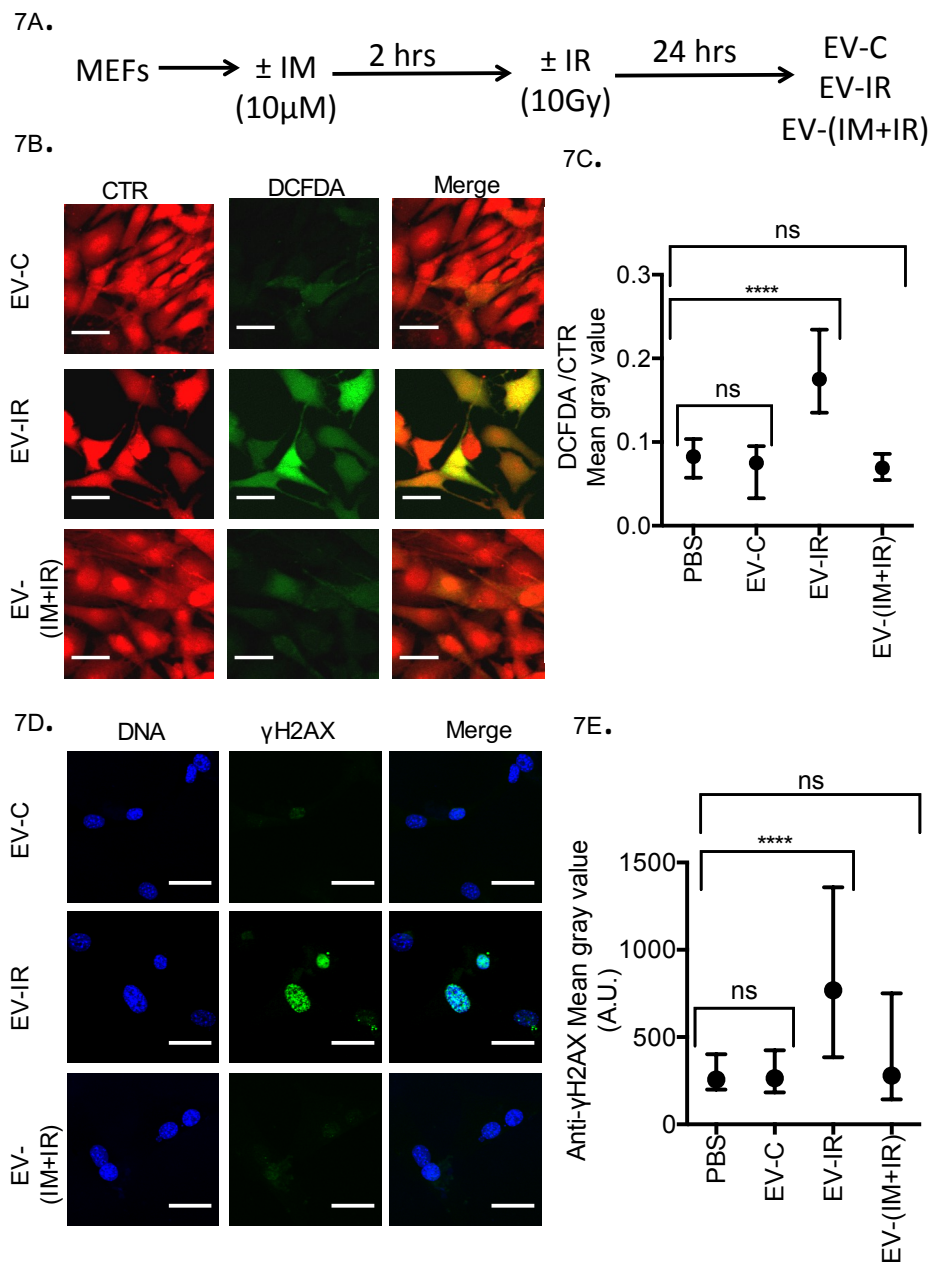 7A.
MEFs ± IM 2 hrs ± IR 24 hrs EV-C
(10µM) (10Gy) EV-IR
EV-(IM+IR)
7B.
CTR DCFDA Merge
EV-C
EV-IR
EV-
(IM+IR)
7C.
ns
****
ns
DCFDA /CTR
Mean gray value
0.3
0.2
0.1
0.0
PBS
EV-C
EV-IR
EV-(IM+IR)
7D.
DNA γH2AX Merge
EV-C
EV-IR
EV-
(IM+IR)
7E.
ns
****
ns
Anti-γH2AX Mean gray value
(A.U.)
1500
1000
500
0
PBS
EV-C
EV-IR
EV-(IM+IR)